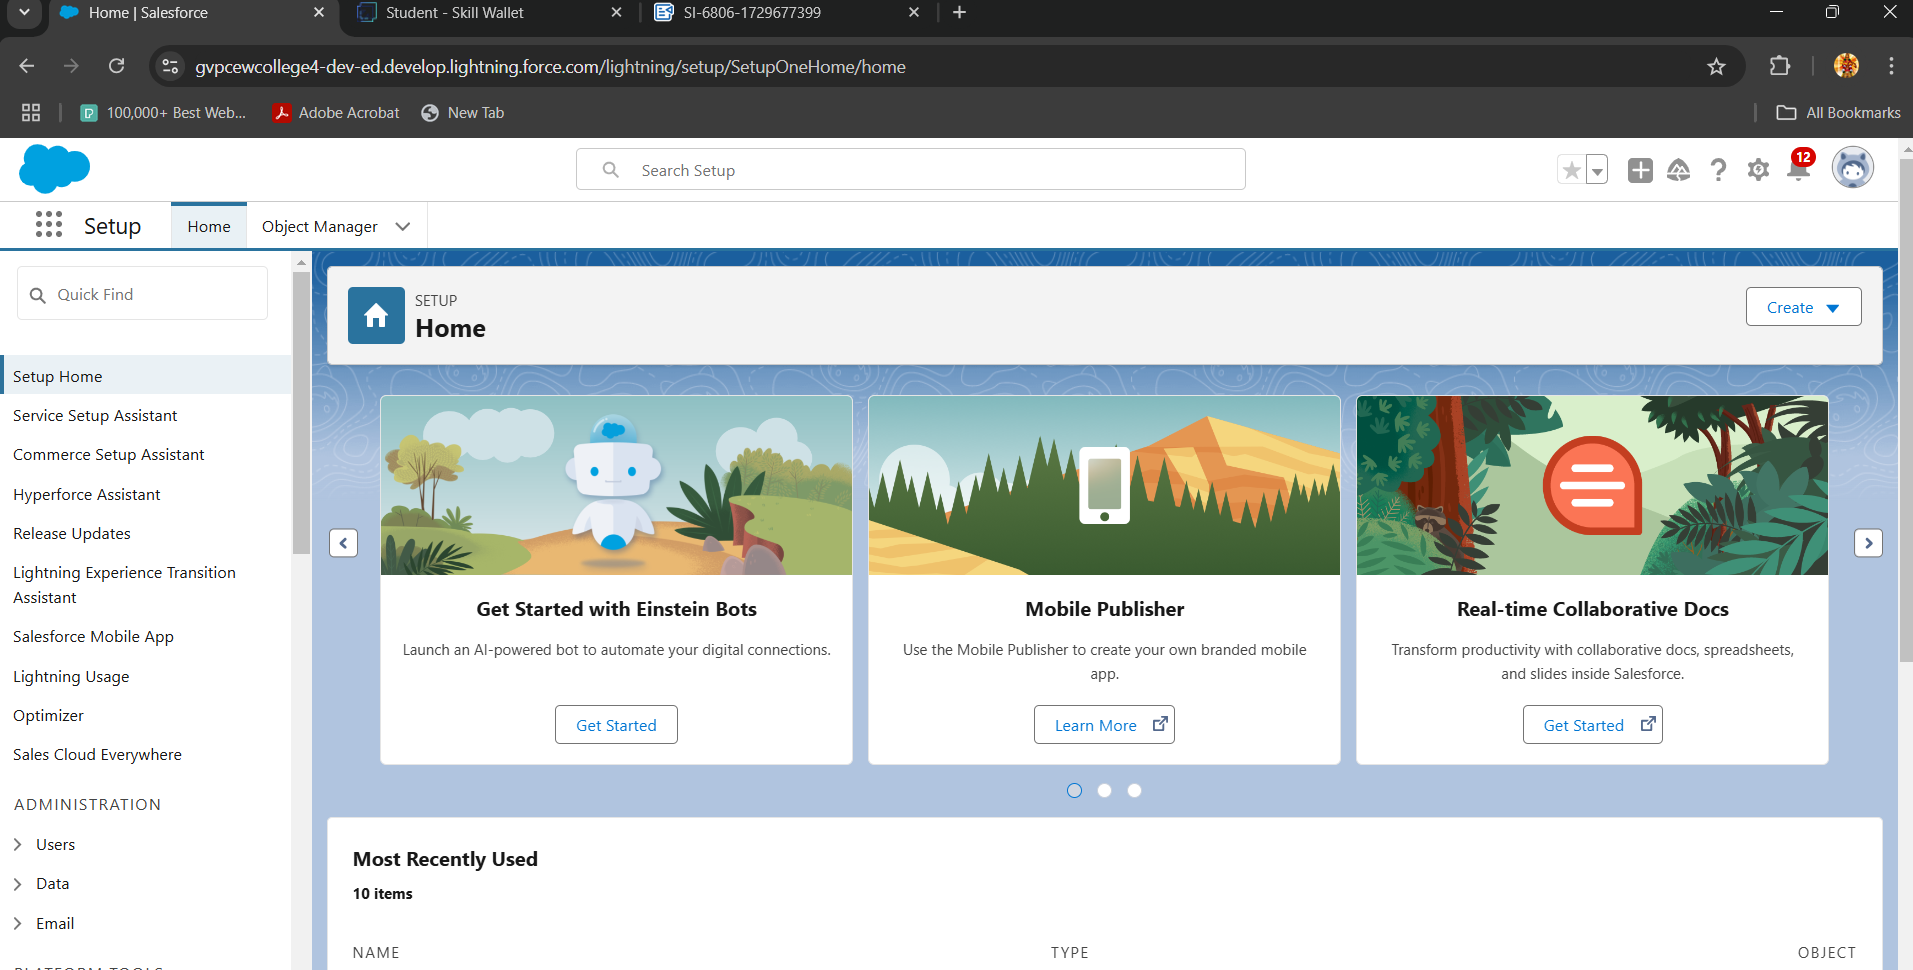 Home | Salesforce
Student - Skill Wallet
SI-6806-1729677399
gvpcewcollege4-dev-ed.develop.lightning.force.com/lightning/setup/SetupOneHome/home
100,000+ Best Web...
Adobe Acrobat
New Tab
All Bookmarks
Search Setup
12
Setup
Home
Object Manager
Quick Find
SETUP
Home
Create
Setup Home
Service Setup Assistant
Commerce Setup Assistant
Hyperforce Assistant
Release Updates
Lightning Experience Transition
Assistant
Salesforce Mobile App
Lightning Usage
Optimizer
Sales Cloud Everywhere
ADMINISTRATION
Users
Data
Email
PLATFORM TOOLS
Get Started with Einstein Bots
Launch an AI-powered bot to automate your digital connections.
Get Started
Mobile Publisher
Use the Mobile Publisher to create your own branded mobile
app.
Learn More
Real-time Collaborative Docs
Transform productivity with collaborative docs, spreadsheets,
and slides inside Salesforce.
Get Started
Most Recently Used
10 items
NAME
TYPE
OBJECT